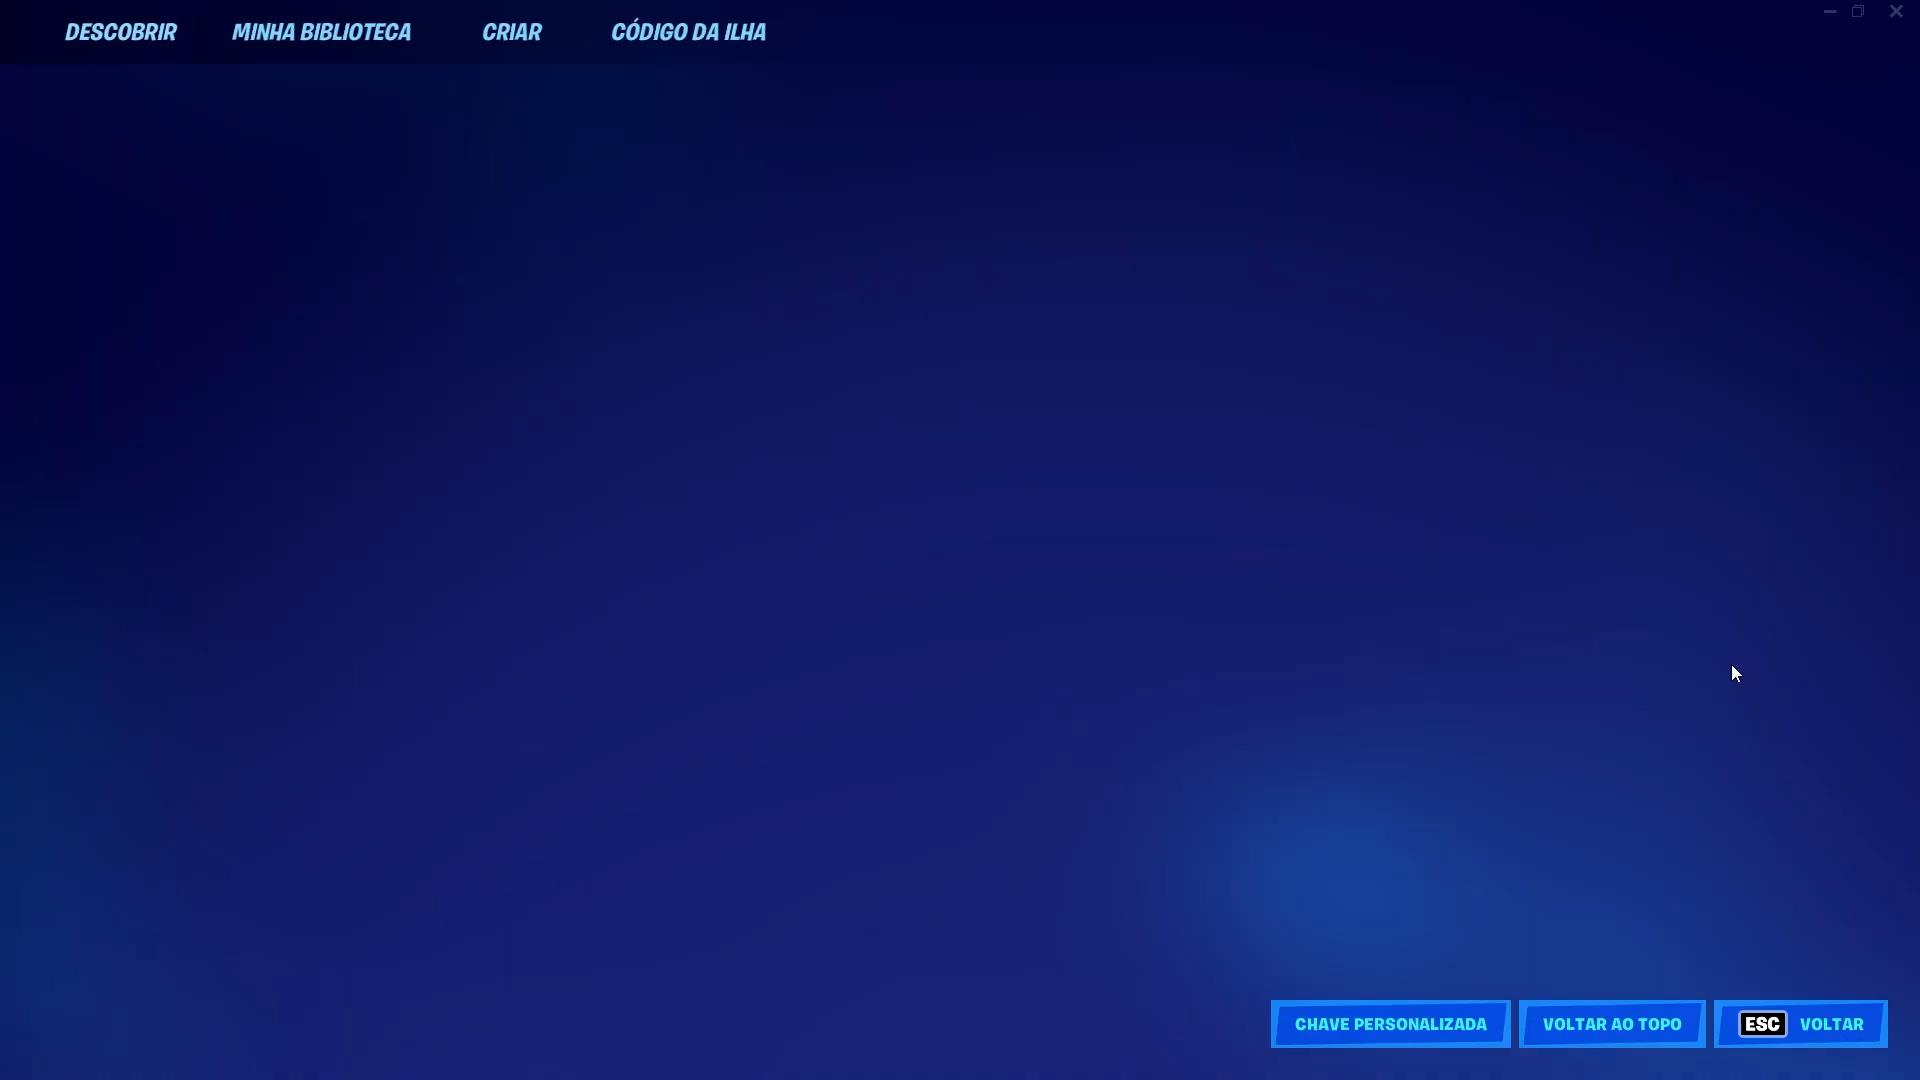 DESCOBRIR MINHA BIBLIOTECA CRIAR CÓDIGO DA ILHA
CHAVE PERSONALIZADA VOLTAR AO TOPO ESC VOLTAR